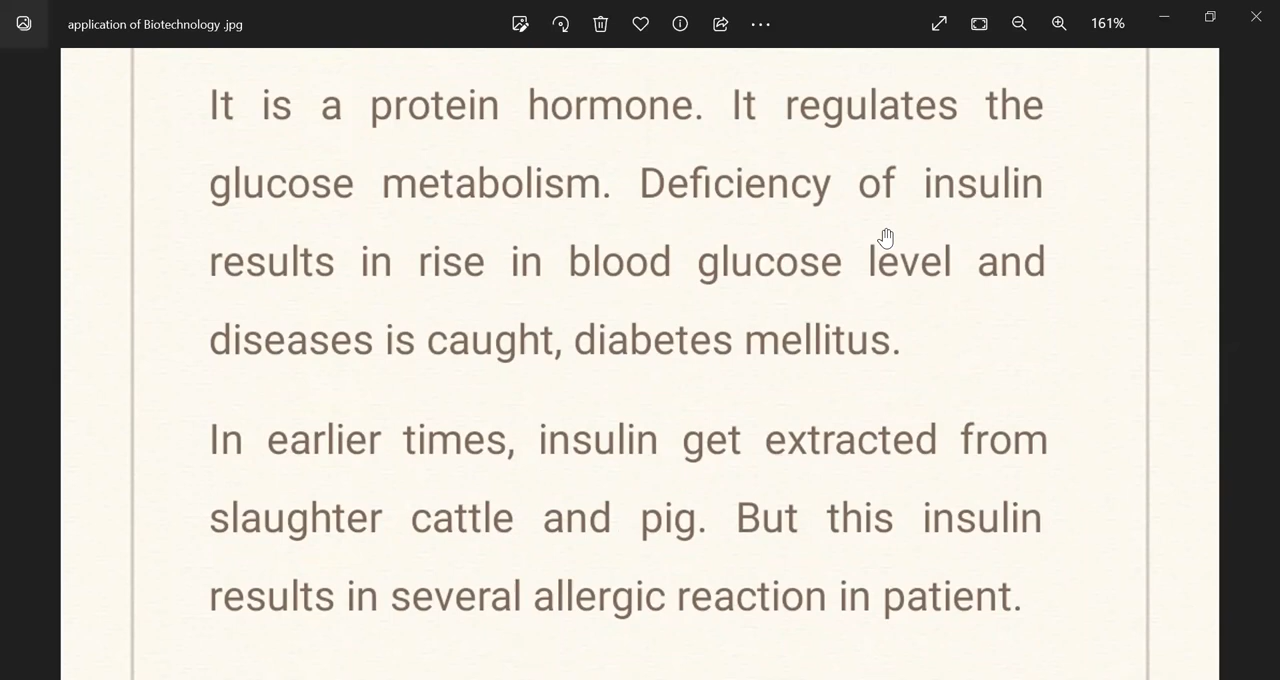 application of Biotechnology .jpg
161%
It is a protein hormone. It regulates the
glucose metabolism. Deficiency of insulin
results in rise in blood glucose level and
diseases is caught, diabetes mellitus.
In earlier times, insulin get extracted from
slaughter cattle and pig. But this insulin
results in several allergic reaction in patient.